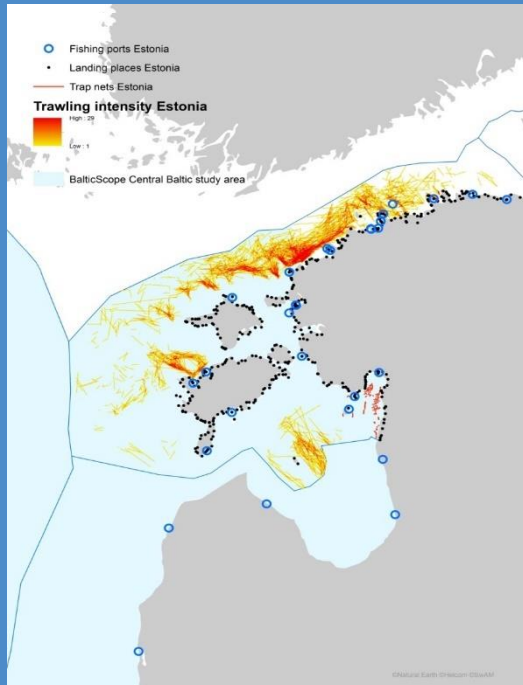 Fishing ports Estonia
Landing places Estonia
Trap nets Estonia
Trawling intensity Estonia
High : 29
Low : 1
BalticScope Central Baltic study area
©Natural Earth ©Helcom ©SwAM